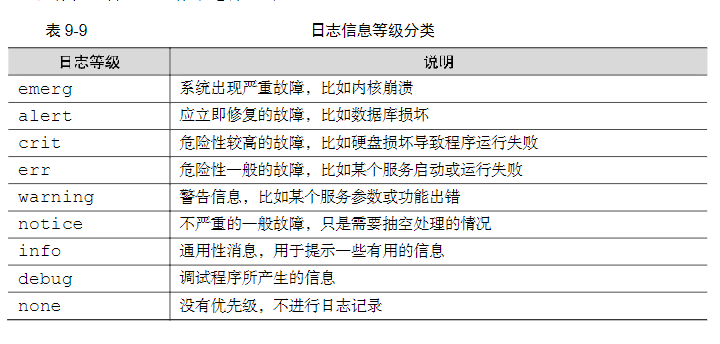 表 9-9 日志信息等级分类
日志等级 说明
emerg 系统出现严重故障，比如内核崩溃
alert 应立即修复的故障，比如数据库损坏
crit 危险性较高的故障，比如硬盘损坏导致程序运行失败
err 危险性一般的故障，比如某个服务启动或运行失败
warning 警告信息，比如某个服务参数或功能出错
notice 不严重的一般故障，只是需要抽空处理的情况
info 通用性消息，用于提示一些有用的信息
debug 调试程序所产生的信息
none 没有优先级，不进行日志记录